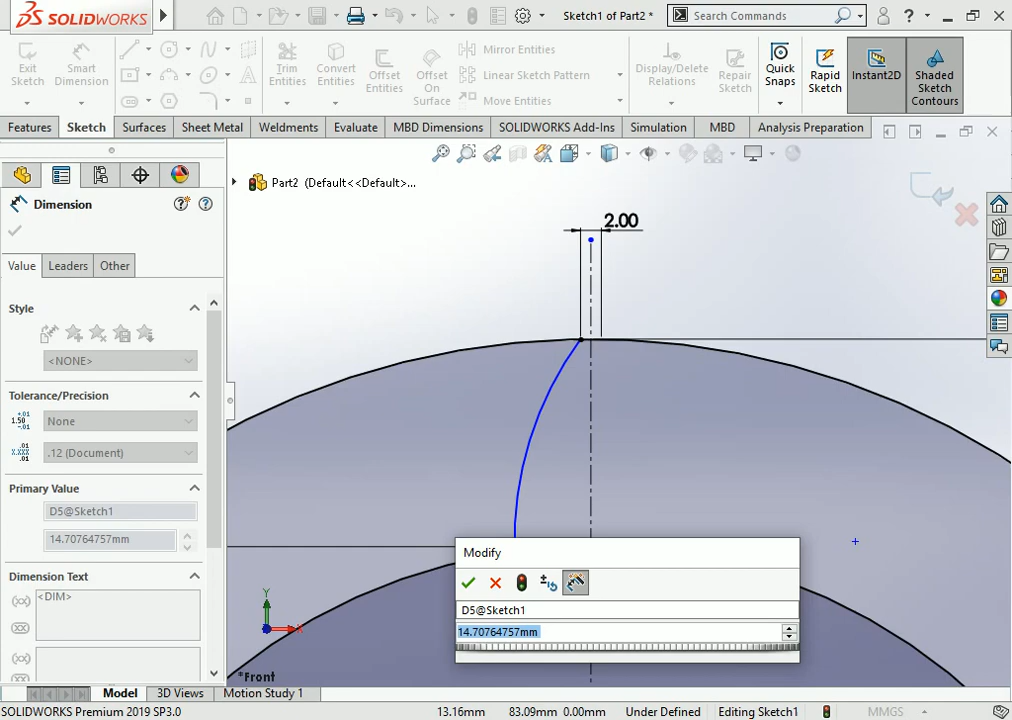 SOLIDWORKS
Sketch1 of Part2 *
Search Commands
?
Exit Sketch
Smart Dimension
Trim Entities
Convert Entities
Offset Entities
Offset On Surface
Mirror Entities
Linear Sketch Pattern
Move Entities
Display/Delete Relations
Repair Sketch
Quick Snaps
Rapid Sketch
Instant2D
Shaded Sketch Contours
Features
Sketch
Surfaces
Sheet Metal
Weldments
Evaluate
MBD Dimensions
SOLIDWORKS Add-Ins
Simulation
MBD
Analysis Preparation
Part2 (Default<<Default>...
Dimension
Value
Leaders
Other
Style
<NONE>
Tolerance/Precision
None
.12 (Document)
Primary Value
D5@Sketch1
14.70764757mm
Dimension Text
<DIM>
2.00
Modify
D5@Sketch1
14.70764757mm
Y
X
*Front
Model
3D Views
Motion Study 1
SOLIDWORKS Premium 2019 SP3.0
13.16mm
83.09mm
0.00mm
Under Defined
Editing Sketch1
MMGS